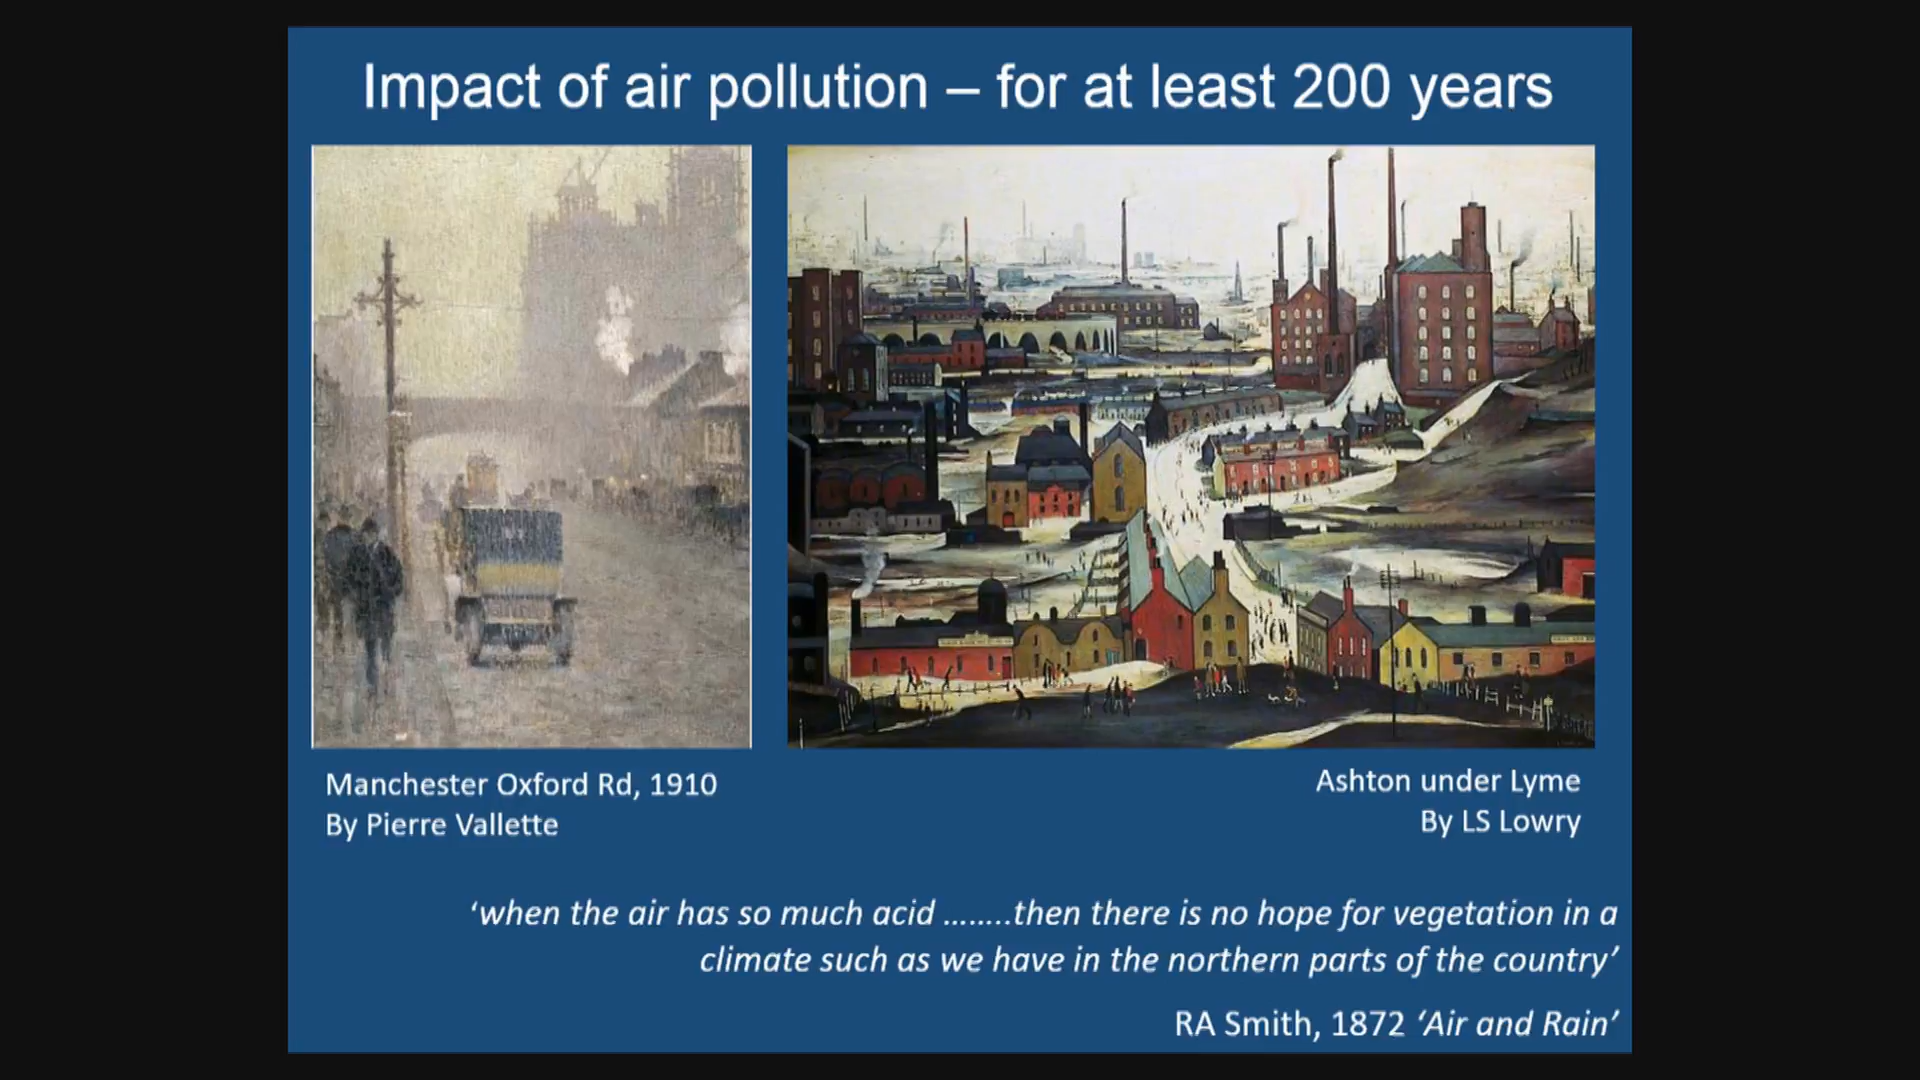 Impact of air pollution – for at least 200 years
Manchester Oxford Rd, 1910
By Pierre Vallette
Ashton under Lyme
By LS Lowry
‘when the air has so much acid ........then there is no hope for vegetation in a
climate such as we have in the northern parts of the country’
RA Smith, 1872 ‘Air and Rain’